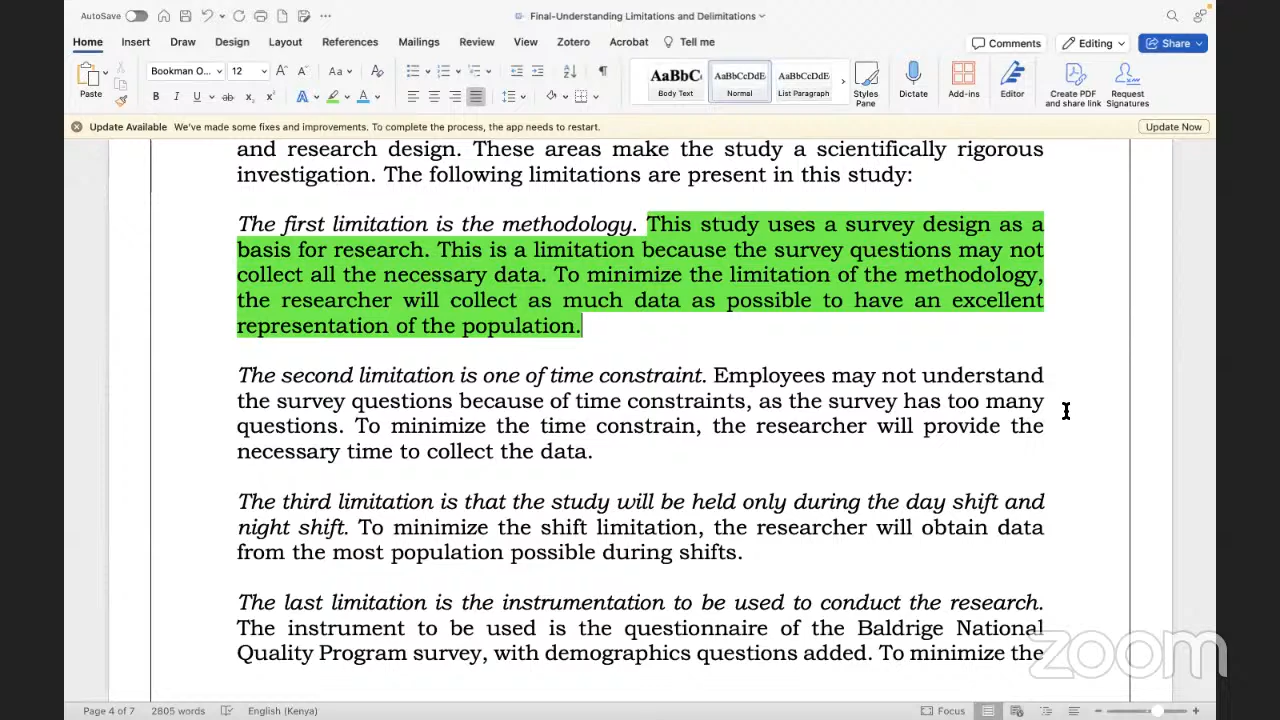 AutoSave
Final-Understanding Limitations and Delimitations
Home Insert Draw Design Layout References Mailings Review View Zotero Acrobat Tell me Comments Editing Share
Paste
Bookman O... 12
AaBbC AaBbCcDdE AaBbCcDdE
Body Text Normal List Paragraph
Styles Pane
Dictate
Add-ins
Editor
Create PDF and share link
Request Signatures
Update Available We've made some fixes and improvements. To complete the process, the app needs to restart. Update Now
and research design. These areas make the study a scientifically rigorous
investigation. The following limitations are present in this study:
The first limitation is the methodology. This study uses a survey design as a
basis for research. This is a limitation because the survey questions may not
collect all the necessary data. To minimize the limitation of the methodology,
the researcher will collect as much data as possible to have an excellent
representation of the population.
The second limitation is one of time constraint. Employees may not understand
the survey questions because of time constraints, as the survey has too many
questions. To minimize the time constrain, the researcher will provide the
necessary time to collect the data.
The third limitation is that the study will be held only during the day shift and
night shift. To minimize the shift limitation, the researcher will obtain data
from the most population possible during shifts.
The last limitation is the instrumentation to be used to conduct the research.
The instrument to be used is the questionnaire of the Baldrige National
Quality Program survey, with demographics questions added. To minimize the
zoom
Page 4 of 7 2805 words English (Kenya) Focus